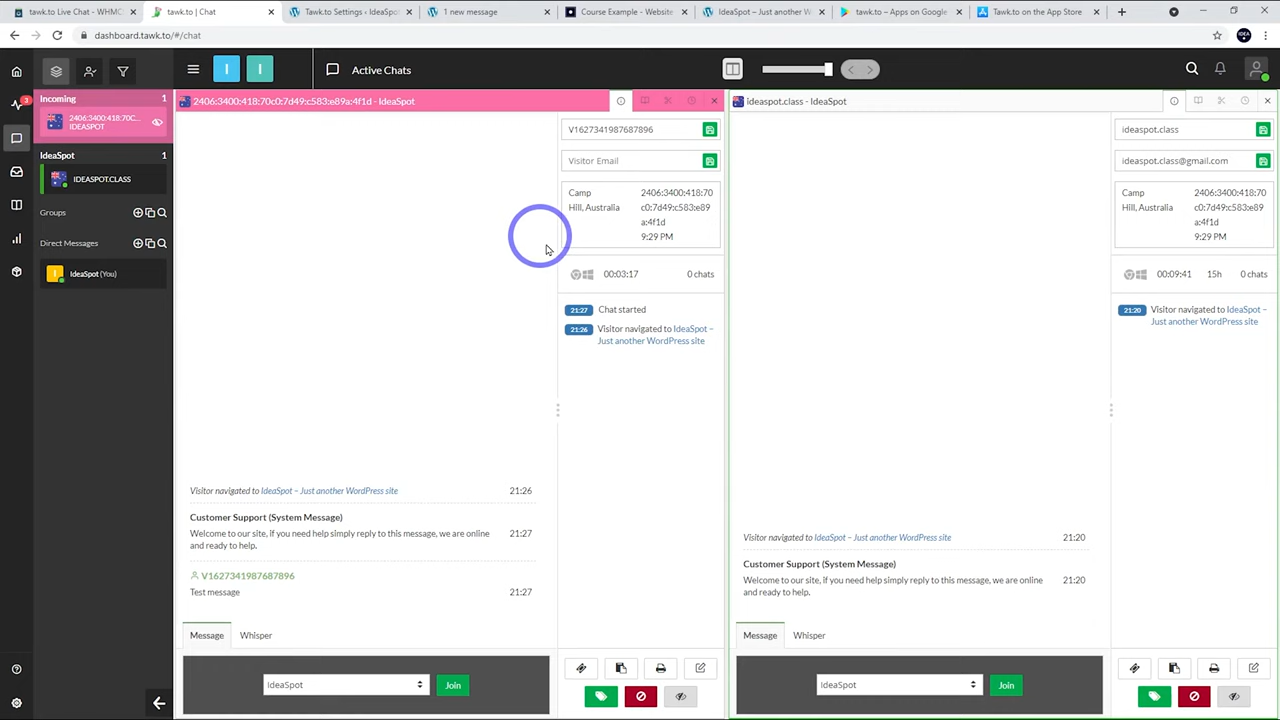 tawk.to Live Chat - WHMC
tawk.to | Chat
Tawk.to Settings ‹ IdeaSpo
1 new message
Course Example - Website
IdeaSpot – Just another W
tawk.to – Apps on Google
Tawk.to on the App Store
dashboard.tawk.to/#/chat
IDEA
Active Chats
Incoming 1
2406:3400:418:70C...
IDEASPOT
IdeaSpot 1
IDEASPOT.CLASS
Groups
Direct Messages
IdeaSpot (You)
3
2406:3400:418:70c0:7d49:c583:e89a:4f1d - IdeaSpot
V1627341987687896
Visitor Email
Camp Hill, Australia
2406:3400:418:70
c0:7d49:c583:e89
a:4f1d
9:29 PM
00:03:17 0 chats
21:27 Chat started
21:26 Visitor navigated to IdeaSpot –
Just another WordPress site
Visitor navigated to IdeaSpot – Just another WordPress site 21:26
Customer Support (System Message)
Welcome to our site, if you need help simply reply to this message, we are online 21:27
and ready to help.
V1627341987687896
Test message 21:27
Message Whisper
IdeaSpot Join
ideaspot.class - IdeaSpot
ideaspot.class
ideaspot.class@gmail.com
Camp Hill, Australia
2406:3400:418:70
c0:7d49:c583:e89
a:4f1d
9:29 PM
00:09:41 15h 0 chats
21:20 Visitor navigated to IdeaSpot –
Just another WordPress site
Visitor navigated to IdeaSpot – Just another WordPress site 21:20
Customer Support (System Message)
Welcome to our site, if you need help simply reply to this message, we are online 21:20
and ready to help.
Message Whisper
IdeaSpot Join